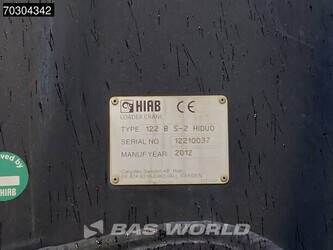 70304342
HIAB CE
LOADER CRANE
TYPE 122 B S-2 HIDUO
SERIAL NO 12210037
MANUF.YEAR 2012
HIAB
BAS WORLD